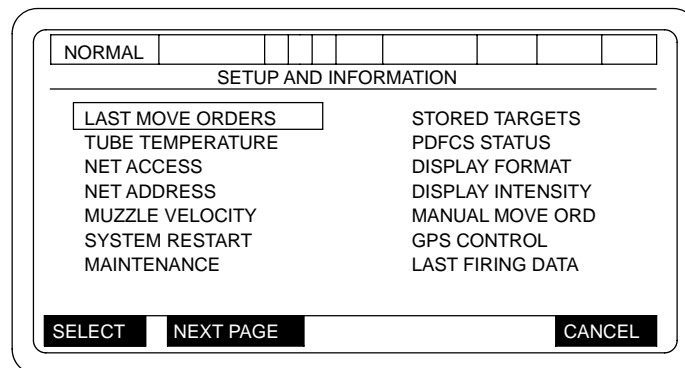 NORMAL
SETUP AND INFORMATION
LAST MOVE ORDERS
TUBE TEMPERATURE
NET ACCESS
NET ADDRESS
MUZZLE VELOCITY
SYSTEM RESTART
MAINTENANCE
STORED TARGETS
PDFCS STATUS
DISPLAY FORMAT
DISPLAY INTENSITY
MANUAL MOVE ORD
GPS CONTROL
LAST FIRING DATA
SELECT
NEXT PAGE
CANCEL